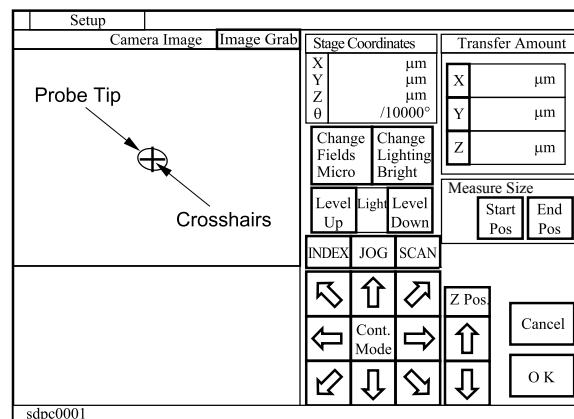 Setup
Camera Image Image Grab
Probe Tip
Crosshairs
Stage Coordinates
X µm
Y µm
Z µm
θ /10000°
Transfer Amount
X µm
Y µm
Z µm
Change
Fields
Micro
Change
Lighting
Bright
Level
Up
Light
Level
Down
Measure Size
Start
Pos
End
Pos
INDEX JOG SCAN
Cont.
Mode
Z Pos.
Cancel
O K
sdpc0001